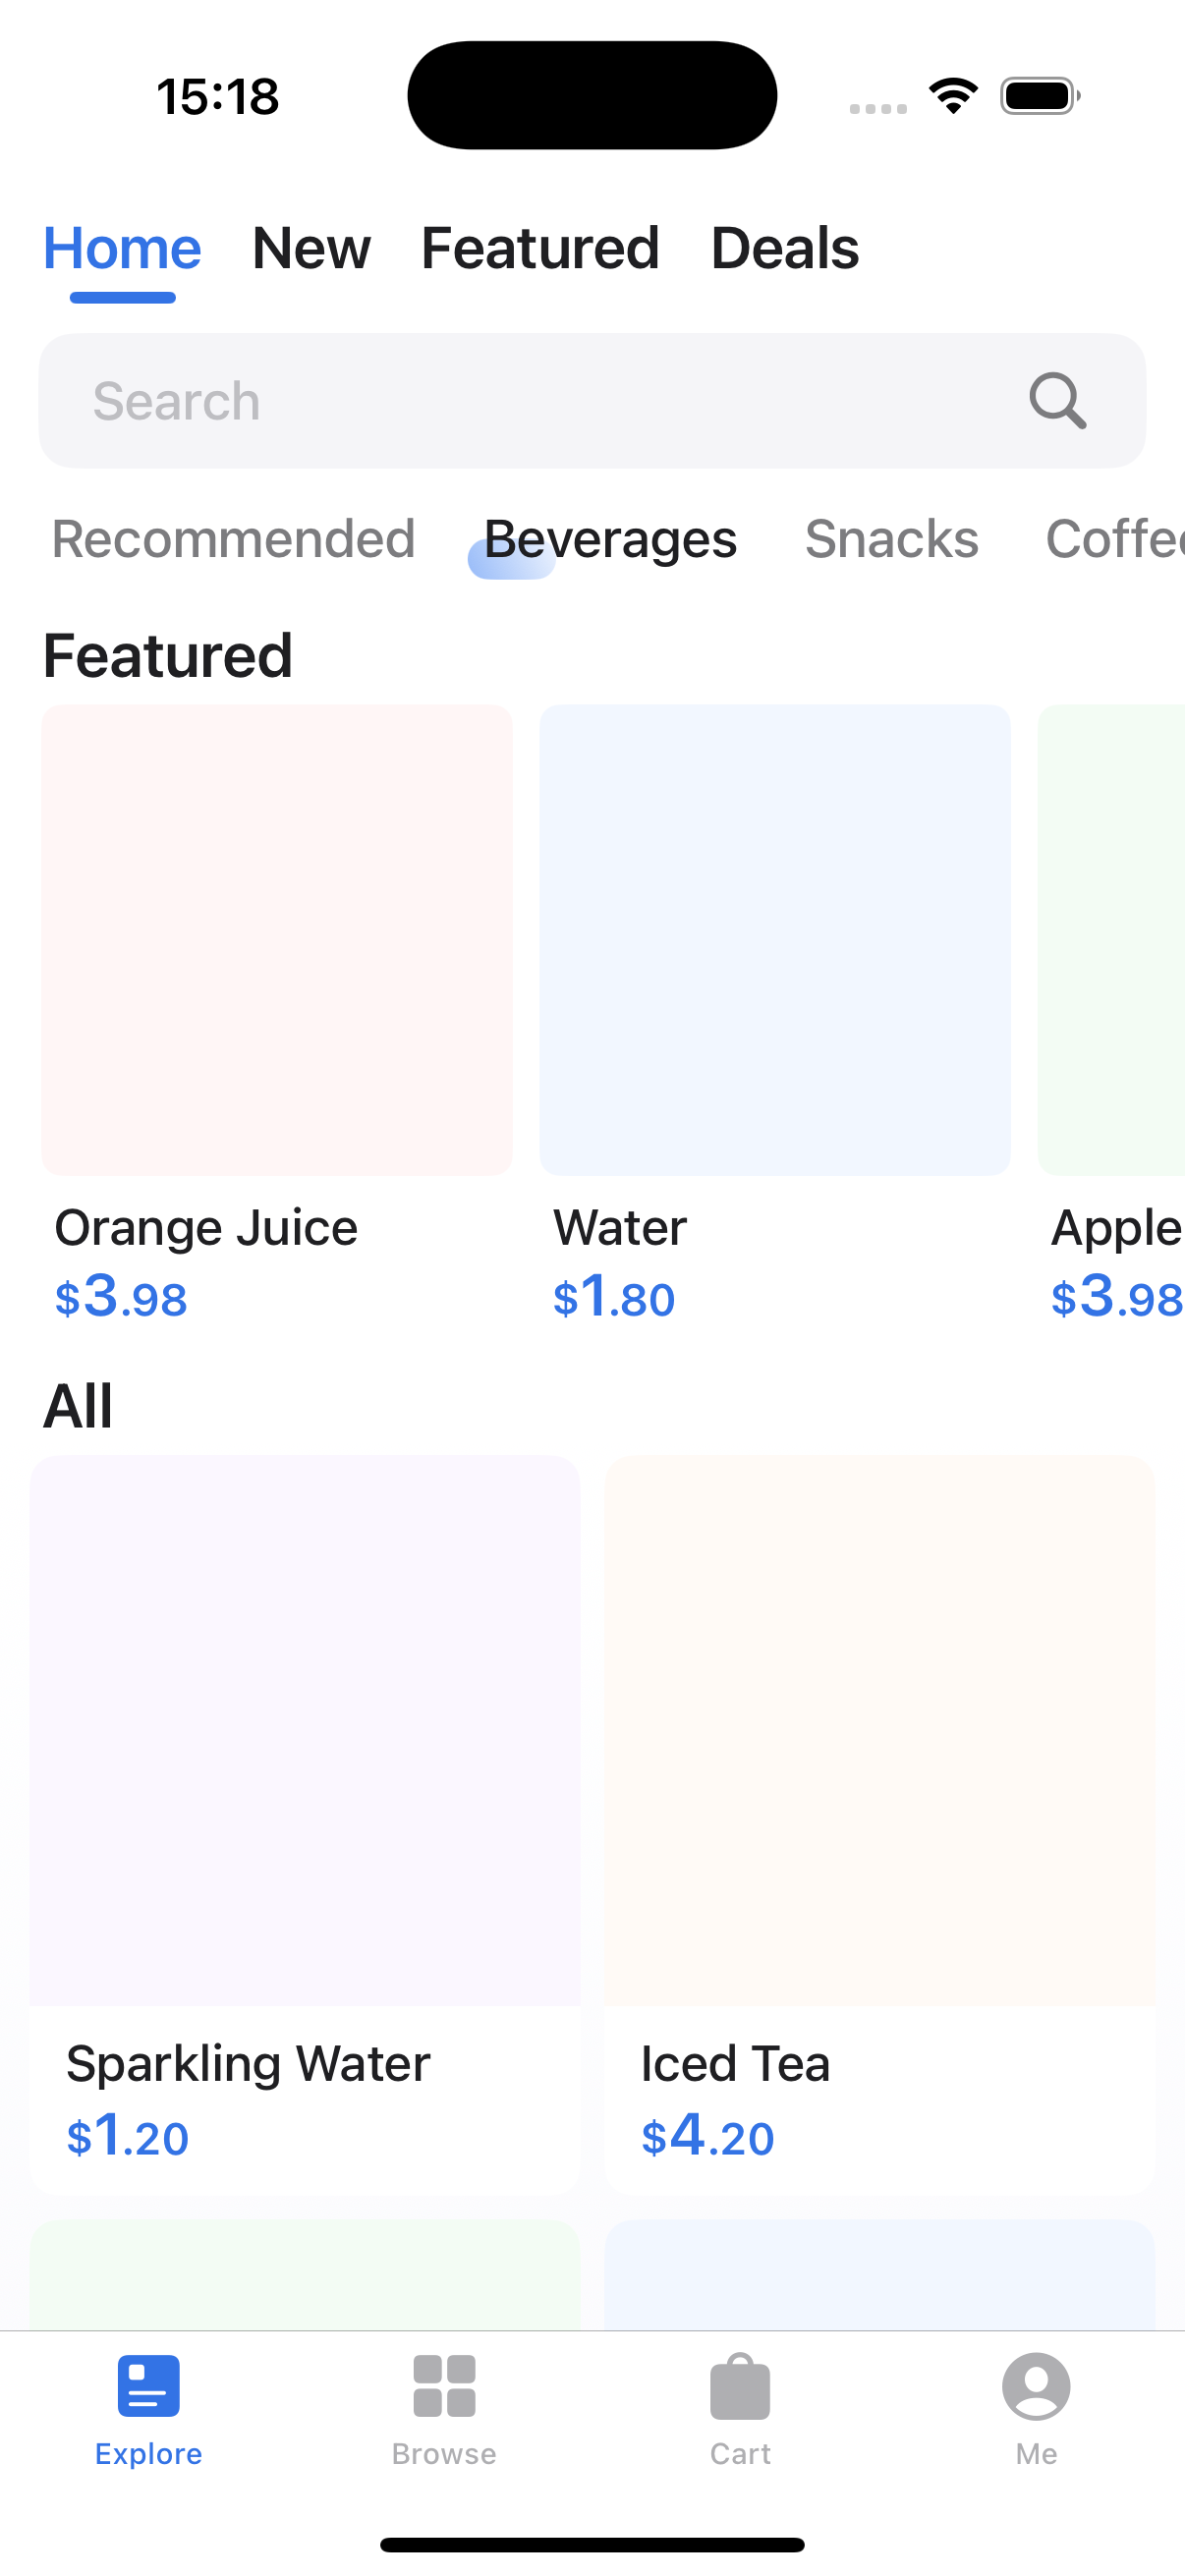 15:18
Home New Featured Deals
Search
Recommended Beverages Snacks Coffee
Featured
Orange Juice Water Apple
$3.98 $1.80 $3.98
All
Sparkling Water Iced Tea
$1.20 $4.20
Explore Browse Cart Me